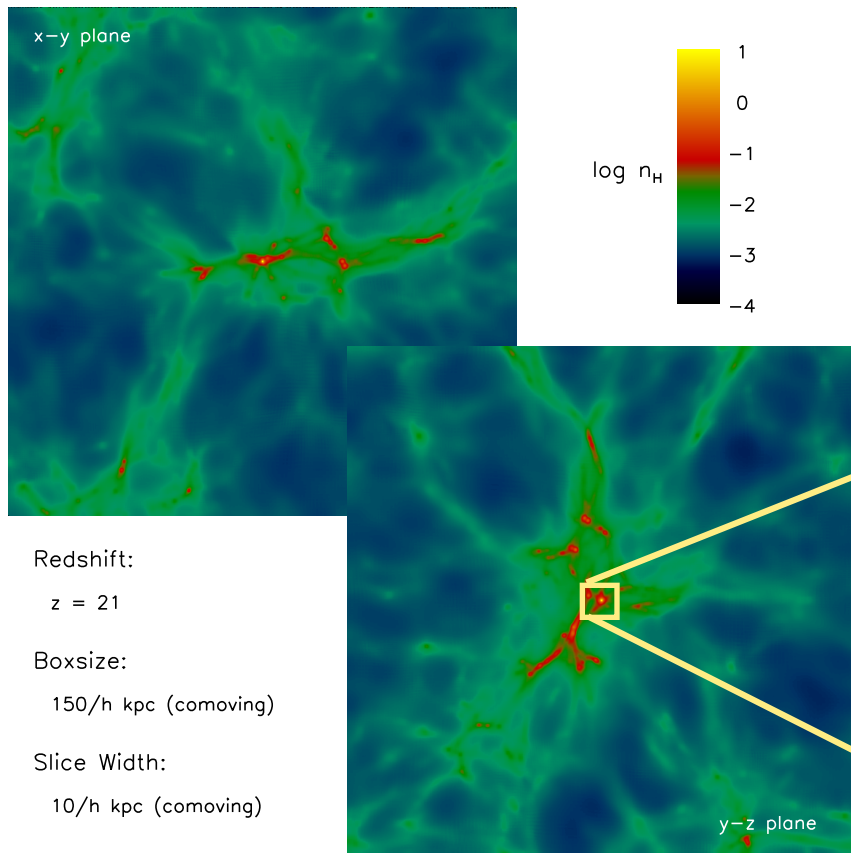 x−y plane
1
0
−1
log n_H
−2
−3
−4
Redshift:
z = 21
Boxsize:
150/h kpc (comoving)
Slice Width:
10/h kpc (comoving)
y−z plane